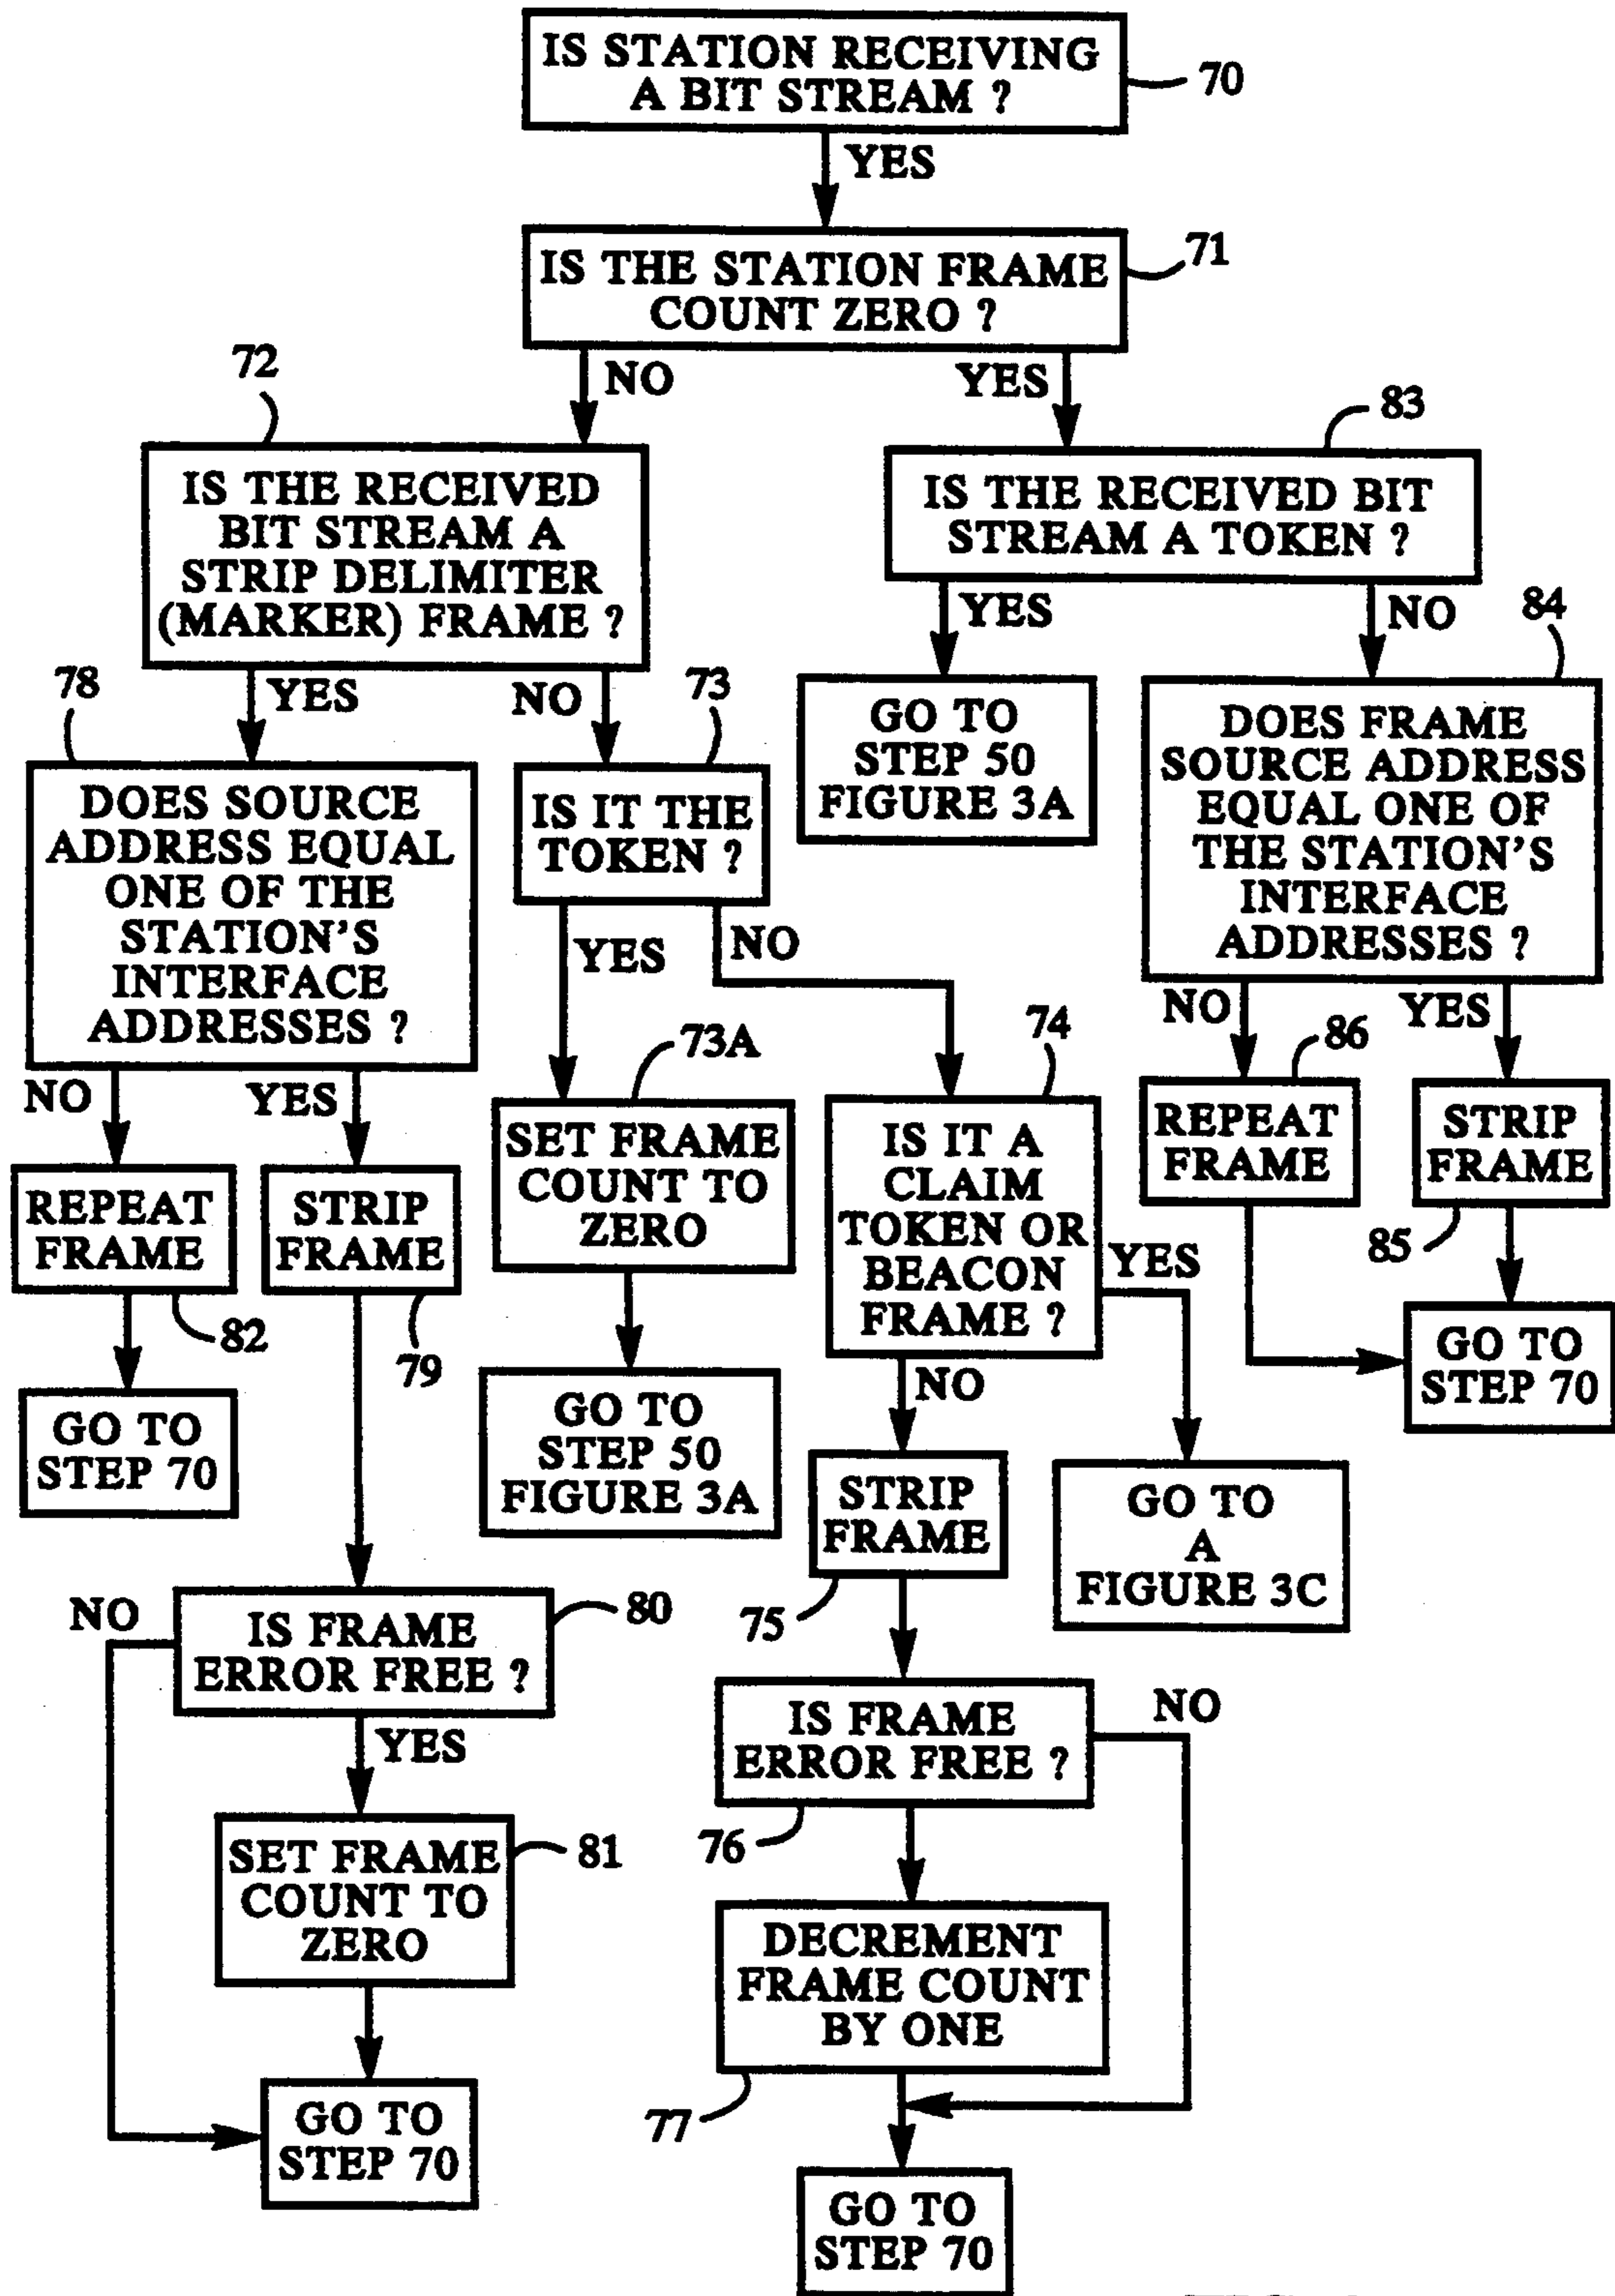 IS STATION RECEIVING
A BIT STREAM ?
70
YES
IS THE STATION FRAME
COUNT ZERO ?
71
NO
YES
72
83
IS THE RECEIVED
BIT STREAM A
STRIP DELIMITER
(MARKER) FRAME ?
IS THE RECEIVED BIT
STREAM A TOKEN ?
YES
NO
84
78
YES
NO
73
GO TO
STEP 50
FIGURE 3A
DOES FRAME
SOURCE ADDRESS
EQUAL ONE OF
THE STATION'S
INTERFACE
ADDRESSES ?
DOES SOURCE
ADDRESS EQUAL
ONE OF THE
STATION'S
INTERFACE
ADDRESSES ?
IS IT THE
TOKEN ?
YES
NO
NO
YES
86
73A
74
NO
YES
REPEAT
FRAME
82
STRIP
FRAME
79
SET FRAME
COUNT TO
ZERO
IS IT A
CLAIM
TOKEN OR
BEACON
FRAME ?
YES
REPEAT
FRAME
STRIP
FRAME
85
GO TO
STEP 70
GO TO
STEP 70
GO TO
STEP 50
FIGURE 3A
NO
STRIP
FRAME
75
GO TO
A
FIGURE 3C
NO
IS FRAME
ERROR FREE ?
80
YES
IS FRAME
ERROR FREE ?
76
NO
SET FRAME
COUNT TO
ZERO
81
DECREMENT
FRAME COUNT
BY ONE
77
GO TO
STEP 70
GO TO
STEP 70